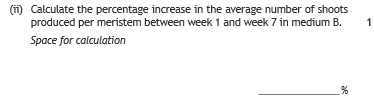 (ii) Calculate the percentage increase in the average number of shoots
produced per meristem between week 1 and week 7 in medium B. 1
Space for calculation
%